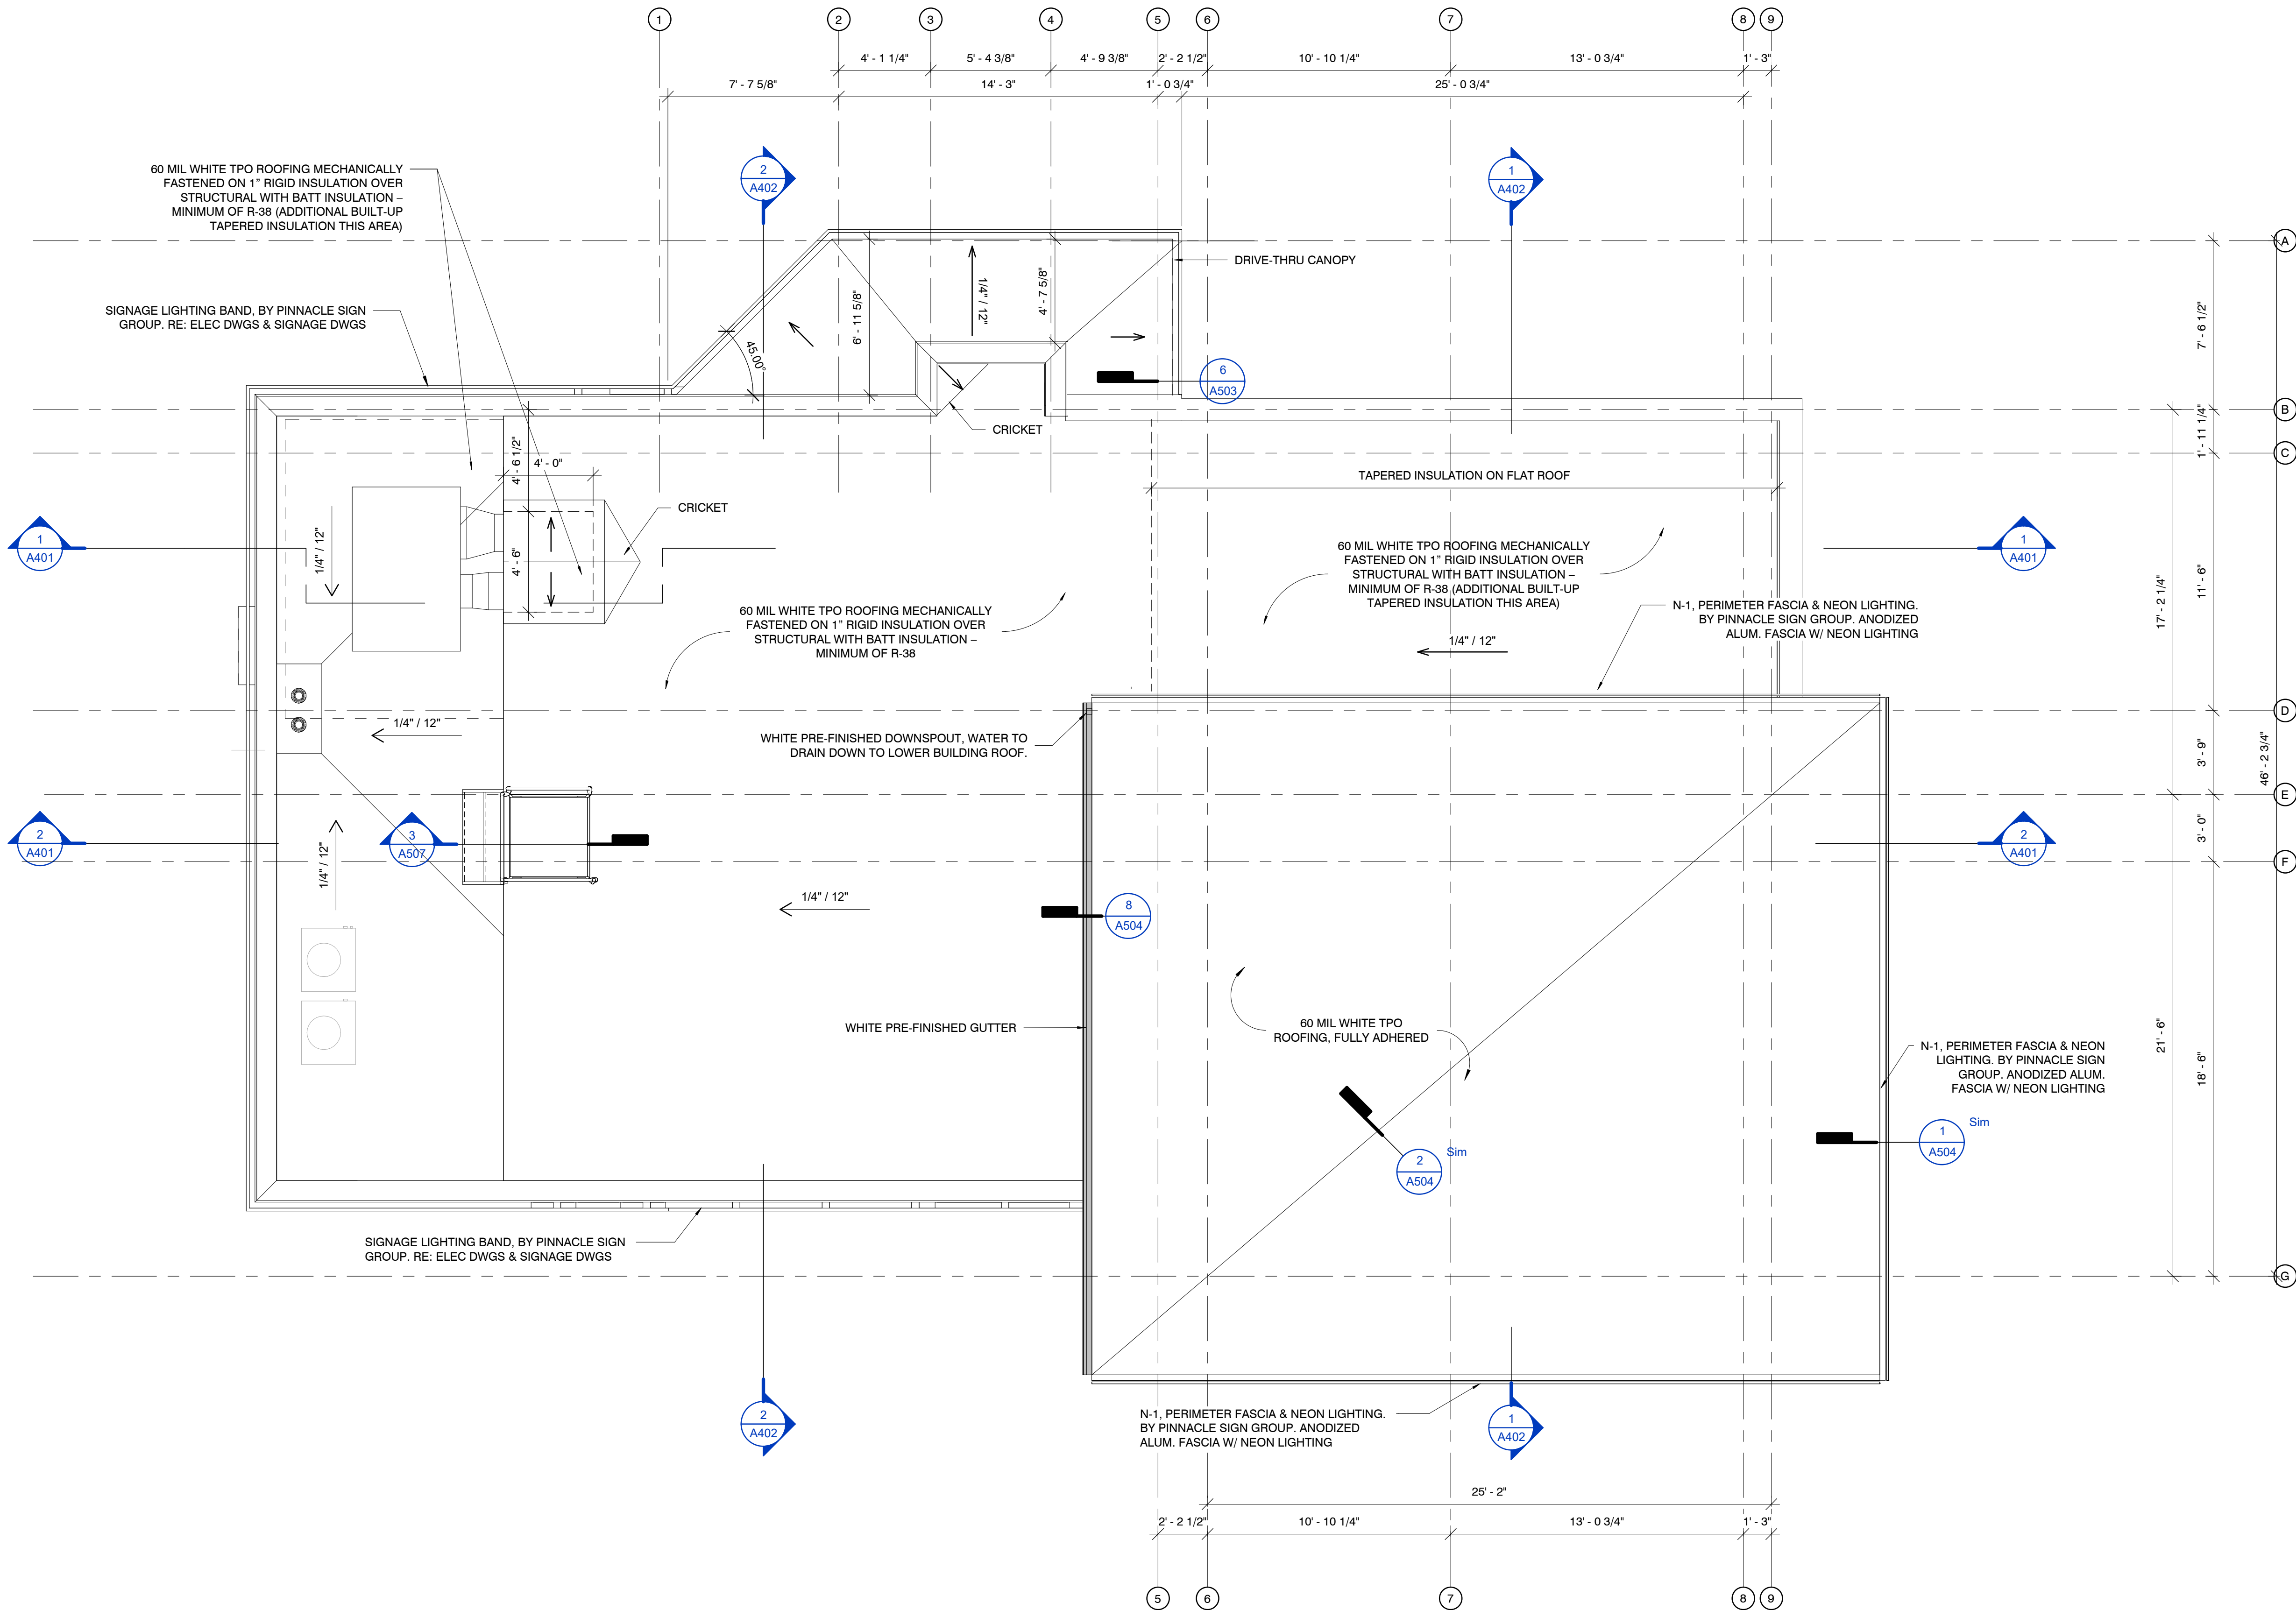 1
2
3
4
5
6
7
8
9
4' - 1 1/4"
5' - 4 3/8"
4' - 9 3/8"
2' - 2 1/2"
10' - 10 1/4"
13' - 0 3/4"
1' - 3"
7' - 7 5/8"
14' - 3"
1' - 0 3/4"
25' - 0 3/4"
60 MIL WHITE TPO ROOFING MECHANICALLY
FASTENED ON 1” RIGID INSULATION OVER
STRUCTURAL WITH BATT INSULATION –
MINIMUM OF R-38 (ADDITIONAL BUILT-UP
TAPERED INSULATION THIS AREA)
2
A402
1
A402
A
DRIVE-THRU CANOPY
SIGNAGE LIGHTING BAND, BY PINNACLE SIGN
GROUP. RE: ELEC DWGS & SIGNAGE DWGS
45.00°
6' - 11 5/8"
1/4" / 12"
4' - 7 5/8"
7' - 6 1/2"
6
A503
B
CRICKET
1' - 11 1/4"
C
4' - 6 1/2"
4' - 0"
TAPERED INSULATION ON FLAT ROOF
CRICKET
1
A401
1/4" / 12"
4' - 6"
60 MIL WHITE TPO ROOFING MECHANICALLY
FASTENED ON 1” RIGID INSULATION OVER
STRUCTURAL WITH BATT INSULATION –
MINIMUM OF R-38 (ADDITIONAL BUILT-UP
TAPERED INSULATION THIS AREA)
1
A401
11' - 6"
17' - 2 1/4"
60 MIL WHITE TPO ROOFING MECHANICALLY
FASTENED ON 1” RIGID INSULATION OVER
STRUCTURAL WITH BATT INSULATION –
MINIMUM OF R-38
N-1, PERIMETER FASCIA & NEON LIGHTING.
BY PINNACLE SIGN GROUP. ANODIZED
ALUM. FASCIA W/ NEON LIGHTING
1/4" / 12"
D
1/4" / 12"
WHITE PRE-FINISHED DOWNSPOUT, WATER TO
DRAIN DOWN TO LOWER BUILDING ROOF.
3' - 9"
46' - 2 3/4"
E
2
A401
3
A507
2
A401
3' - 0"
F
1/4" / 12"
1/4" / 12"
8
A504
WHITE PRE-FINISHED GUTTER
60 MIL WHITE TPO
ROOFING, FULLY ADHERED
21' - 6"
18' - 6"
N-1, PERIMETER FASCIA & NEON
LIGHTING. BY PINNACLE SIGN
GROUP. ANODIZED ALUM.
FASCIA W/ NEON LIGHTING
1
A504
Sim
2
A504
Sim
SIGNAGE LIGHTING BAND, BY PINNACLE SIGN
GROUP. RE: ELEC DWGS & SIGNAGE DWGS
G
2
A402
N-1, PERIMETER FASCIA & NEON LIGHTING.
BY PINNACLE SIGN GROUP. ANODIZED
ALUM. FASCIA W/ NEON LIGHTING
1
A402
25' - 2"
2' - 2 1/2"
10' - 10 1/4"
13' - 0 3/4"
1' - 3"
5
6
7
8
9